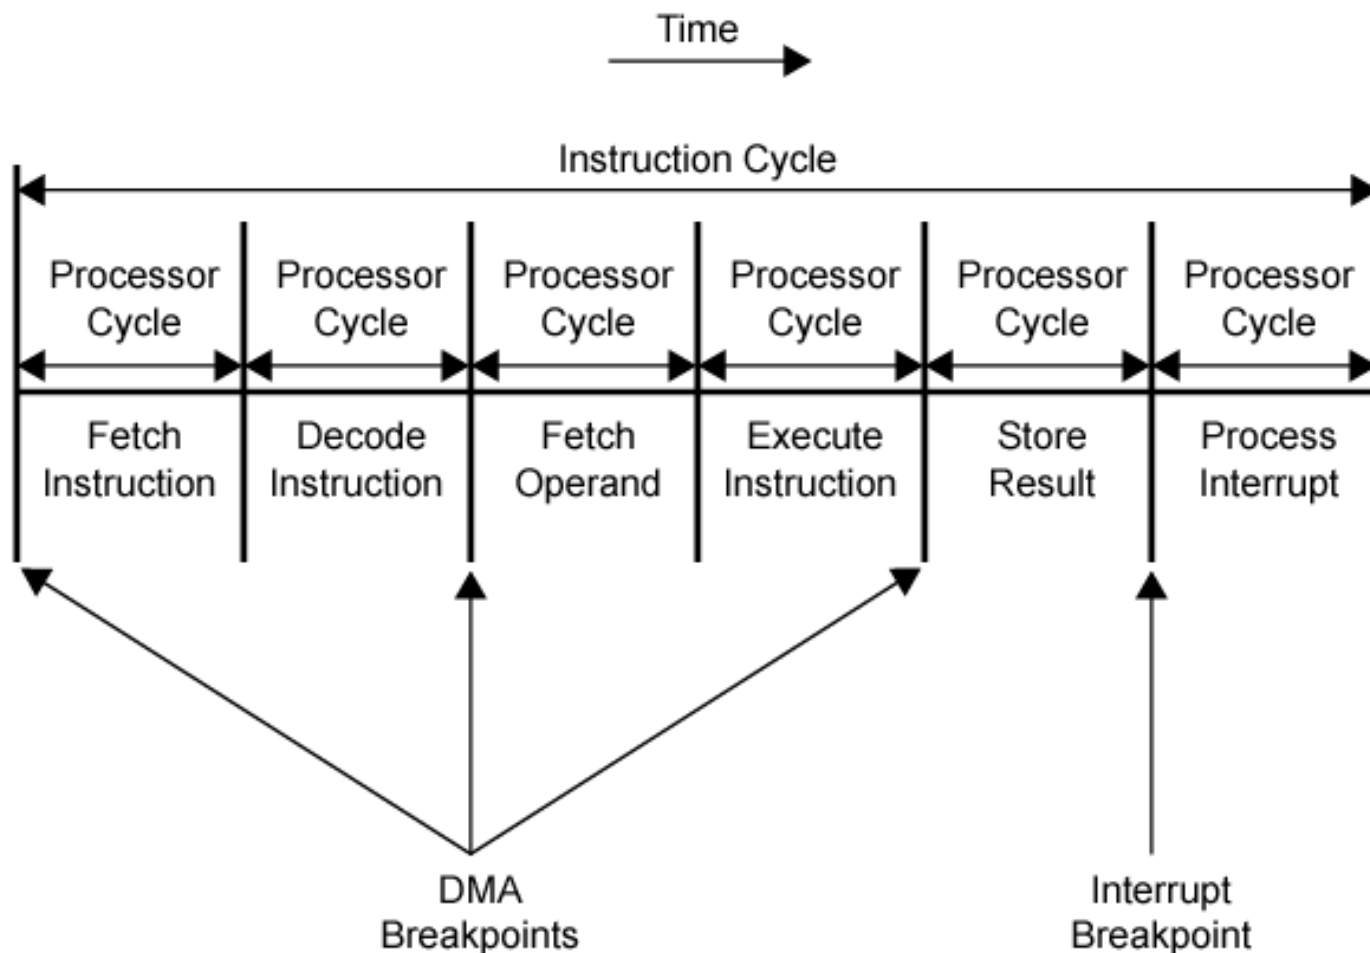 Time
Instruction Cycle
Processor Processor Processor Processor Processor Processor
Cycle Cycle Cycle Cycle Cycle Cycle
Fetch Decode Fetch Execute Store Process
Instruction Instruction Operand Instruction Result Interrupt
DMA Interrupt
Breakpoints Breakpoint